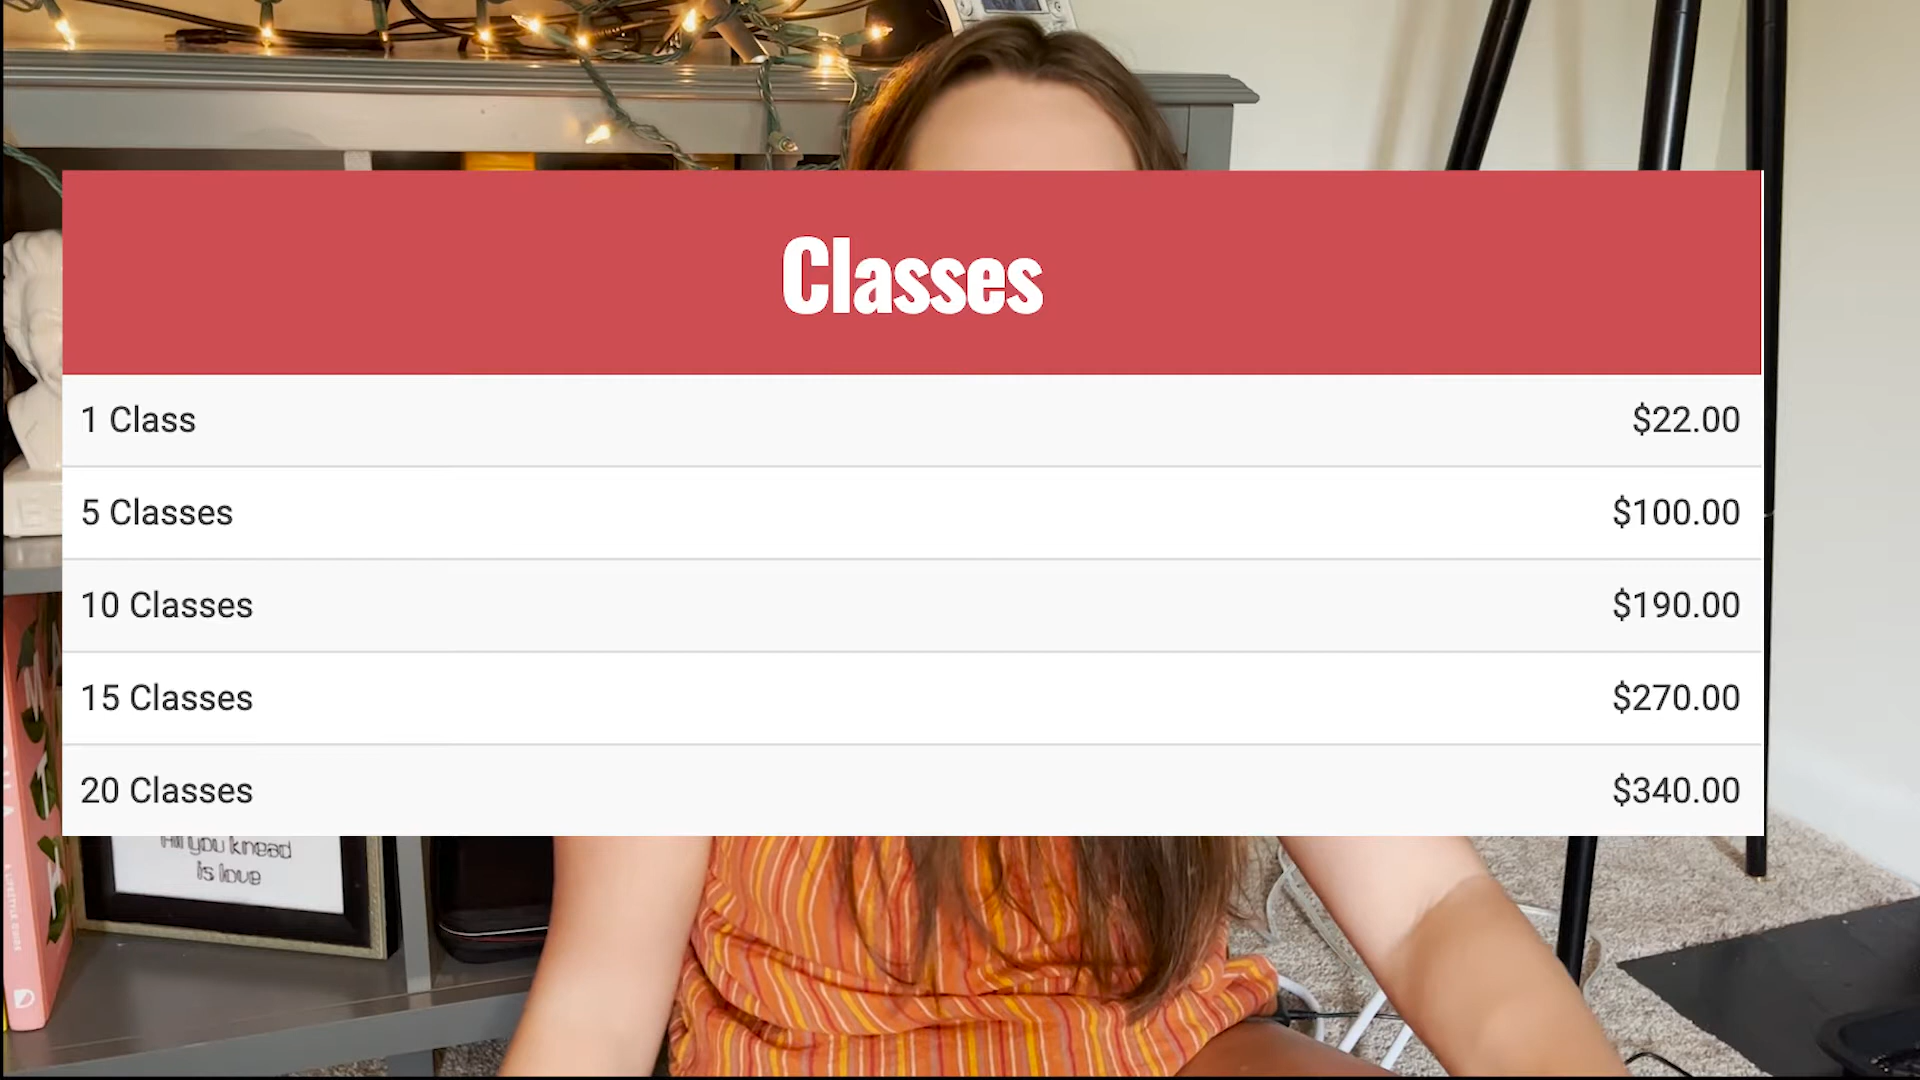 Classes
1 Class $22.00
5 Classes $100.00
10 Classes $190.00
15 Classes $270.00
20 Classes $340.00
All you knead
is love